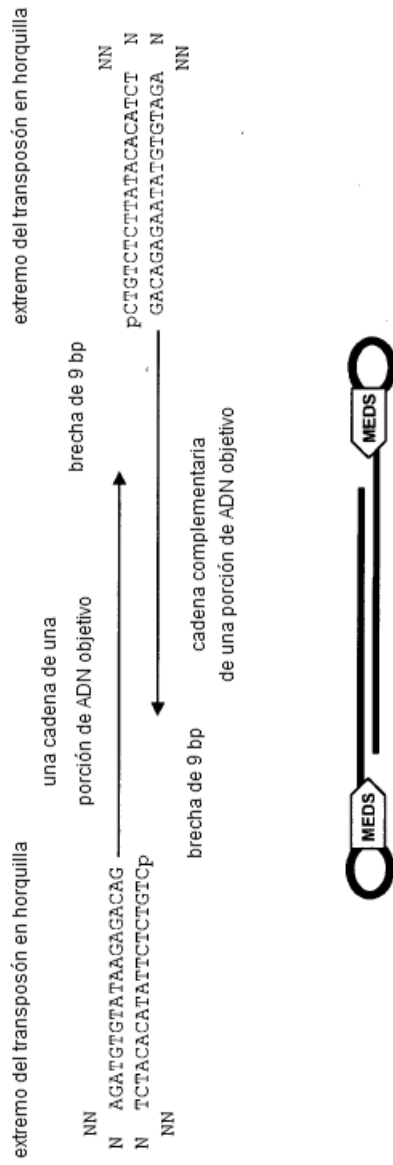 extremo del transposón en horquilla
NN
N AGATGTGTATAAGAGACAG
N TCTACACATATTCTCTGTCp
NN
una cadena de una
porción de ADN objetivo
brecha de 9 bp
brecha de 9 bp
cadena complementaria
de una porción de ADN objetivo
extremo del transposón en horquilla
NN
pCTGTCTCTTATACACATCT N
GACAGAGAATATGTGTAGA N
NN
MEDS
MEDS